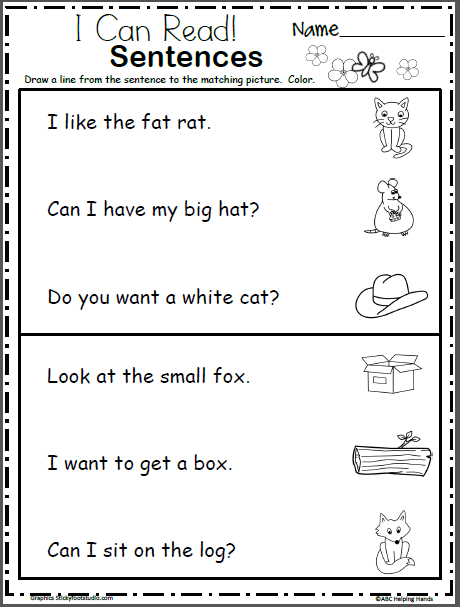 I Can Read!
Name____________
Sentences
Draw a line from the sentence to the matching picture. Color.
I like the fat rat.
Can I have my big hat?
Do you want a white cat?
Look at the small fox.
I want to get a box.
Can I sit on the log?
Graphics Stickyfootstudio.com
©ABC Helping Hands